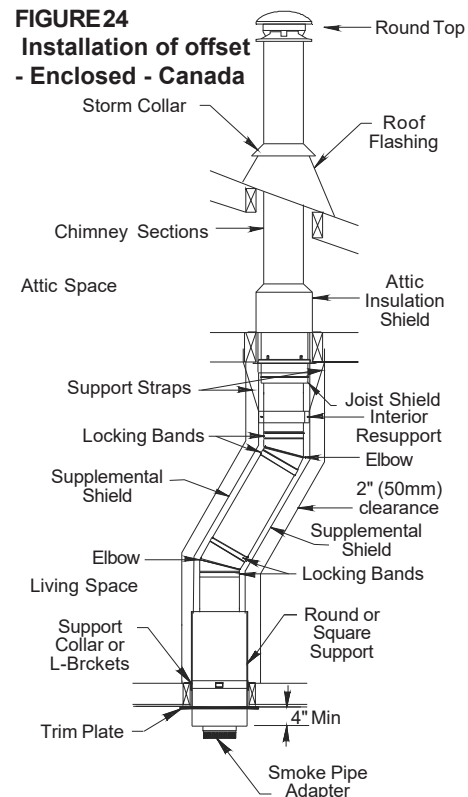 FIGURE24
Installation of offset
- Enclosed - Canada
Round Top
Storm Collar
Roof
Flashing
Chimney Sections
Attic Space
Attic
Insulation
Shield
Support Straps
Joist Shield
Interior
Resupport
Locking Bands
Elbow
Supplemental
Shield
2" (50mm)
clearance
Supplemental
Shield
Elbow
Locking Bands
Living Space
Support
Collar or
L-Brckets
Round or
Square
Support
4" Min
Trim Plate
Smoke Pipe
Adapter